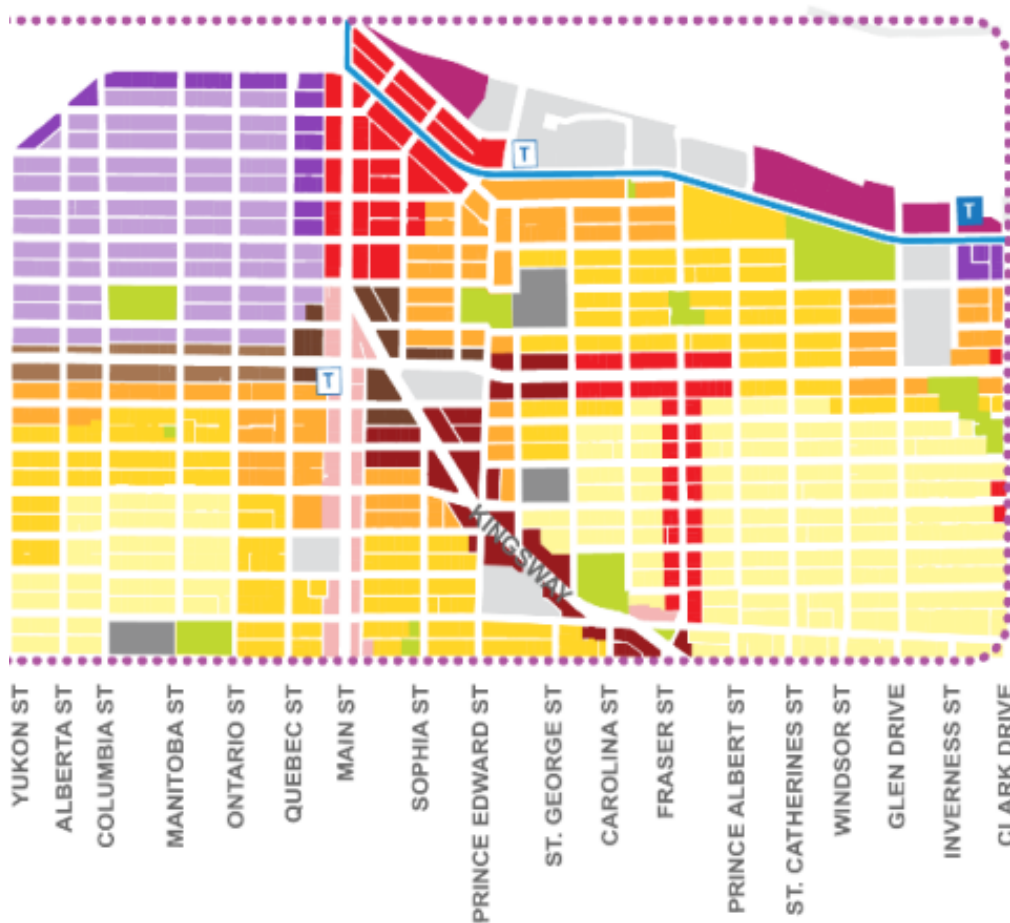 T
T
T
KINGSWAY
YUKON ST
ALBERTA ST
COLUMBIA ST
MANITOBA ST
ONTARIO ST
QUEBEC ST
MAIN ST
SOPHIA ST
PRINCE EDWARD ST
ST. GEORGE ST
CAROLINA ST
FRASER ST
PRINCE ALBERT ST
ST. CATHERINES ST
WINDSOR ST
GLEN DRIVE
INVERNESS ST
CLARK DRIVE